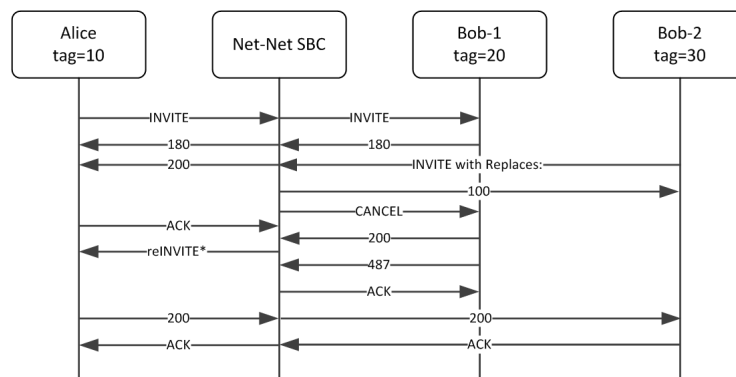 Alice
tag=10
Net-Net SBC
Bob-1
tag=20
Bob-2
tag=30
INVITE INVITE
180 180
200 INVITE with Replaces:
100
CANCEL
ACK
200
reINVITE*
487
ACK
200 200
ACK ACK